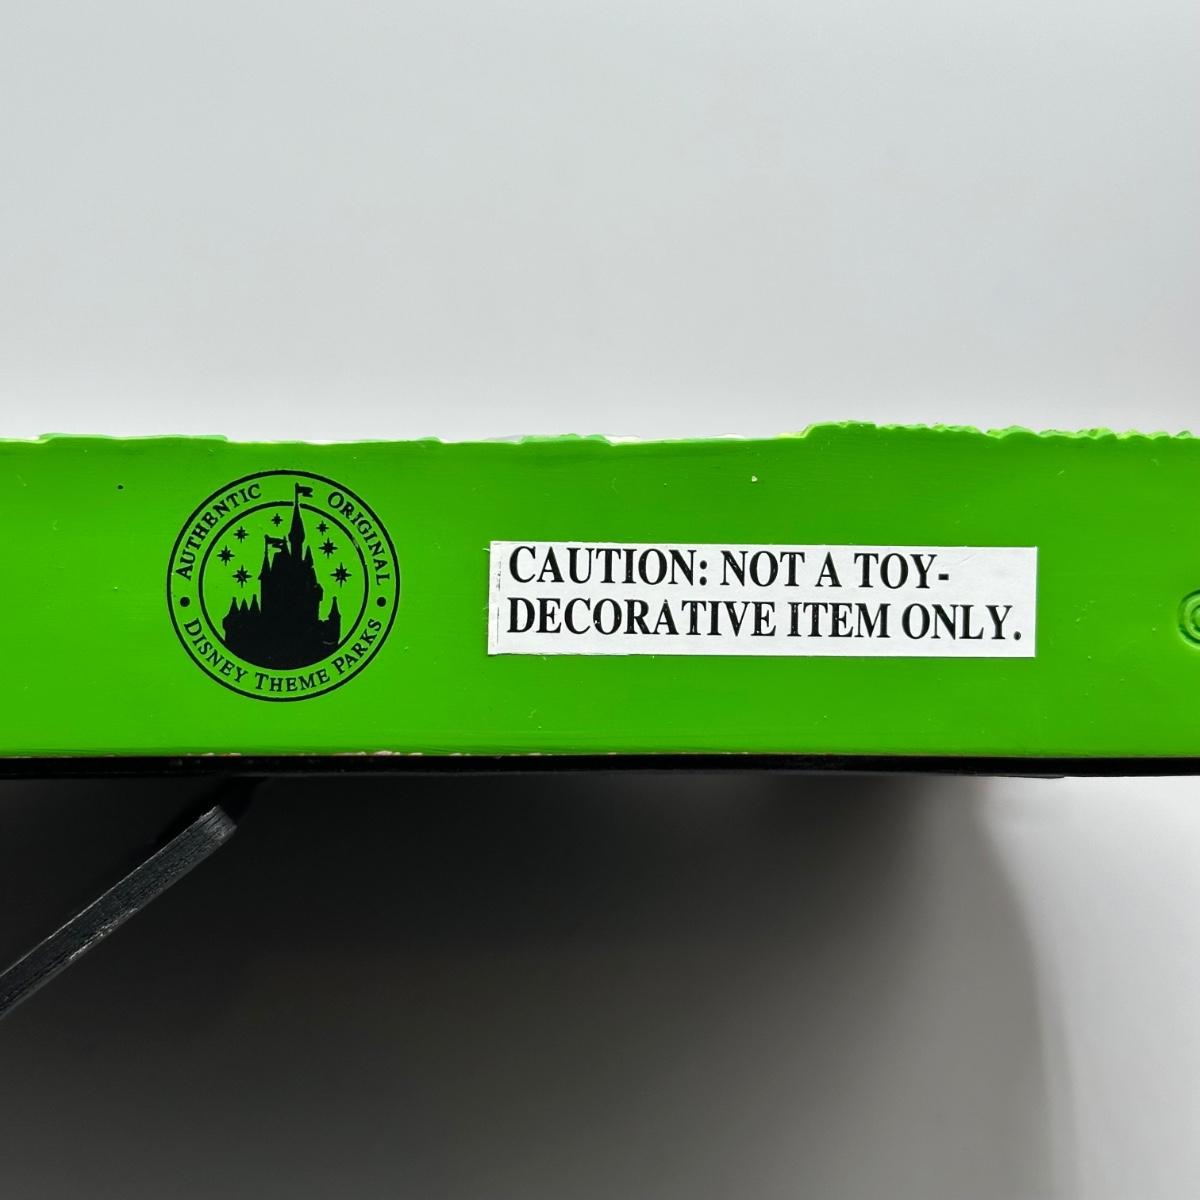 AUTHENTIC ORIGINAL
DISNEY THEME PARKS
CAUTION: NOT A TOY-
DECORATIVE ITEM ONLY.